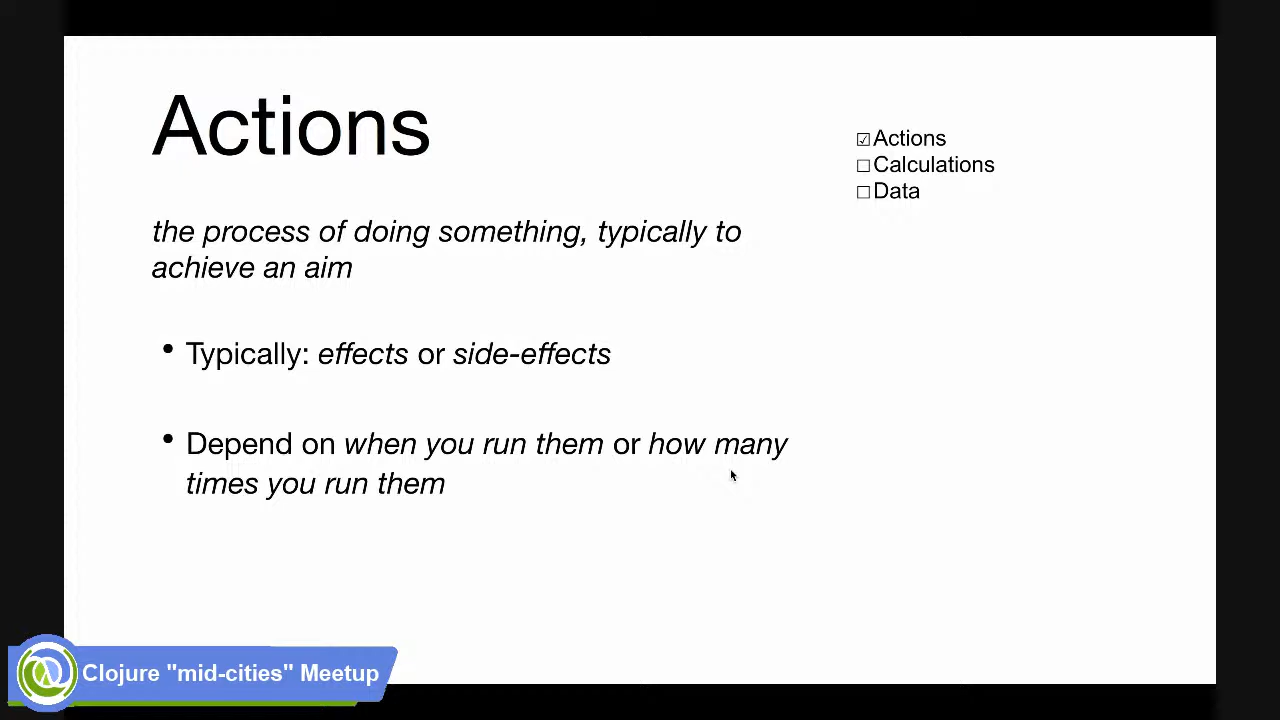 Actions
☑Actions
☐Calculations
☐Data
the process of doing something, typically to
achieve an aim
• Typically: effects or side-effects
• Depend on when you run them or how many
times you run them
Clojure "mid-cities" Meetup